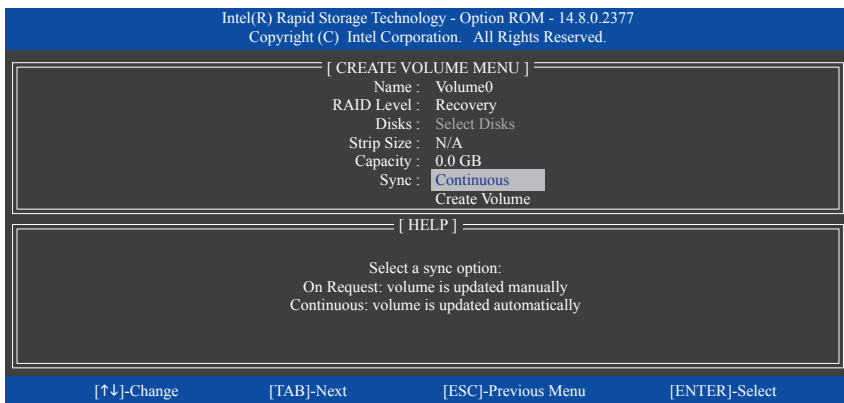 Intel(R) Rapid Storage Technology - Option ROM - 14.8.0.2377
Copyright (C) Intel Corporation. All Rights Reserved.
[ CREATE VOLUME MENU ]
Name : Volume0
RAID Level : Recovery
Disks : Select Disks
Strip Size : N/A
Capacity : 0.0 GB
Sync : Continuous
Create Volume
[ HELP ]
Select a sync option:
On Request: volume is updated manually
Continuous: volume is updated automatically
[↑↓]-Change [TAB]-Next [ESC]-Previous Menu [ENTER]-Select